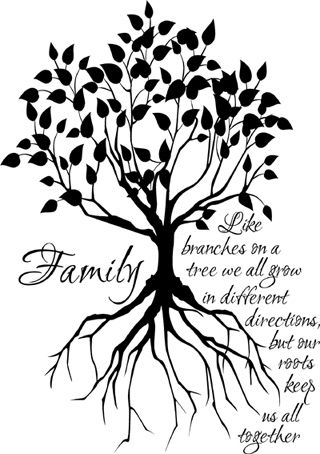 Family
Like
branches on a
tree we all grow
in different
directions,
but our
roots
keep
us all
together